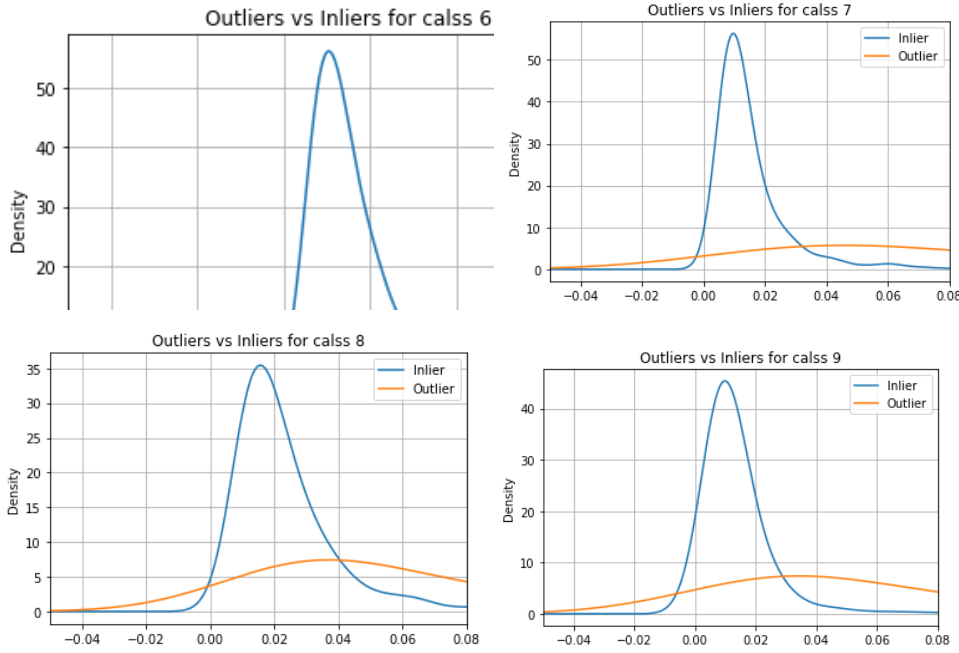 Outliers vs Inliers for calss 6
50
40
30
20
Density
Outliers vs Inliers for calss 7
Inlier
Outlier
50
40
30
20
10
0
Density
−0.04 −0.02 0.00 0.02 0.04 0.06 0.08
Outliers vs Inliers for calss 8
Inlier
Outlier
35
30
25
20
15
10
5
0
Density
−0.04 −0.02 0.00 0.02 0.04 0.06 0.08
Outliers vs Inliers for calss 9
Inlier
Outlier
40
30
20
10
0
Density
−0.04 −0.02 0.00 0.02 0.04 0.06 0.08